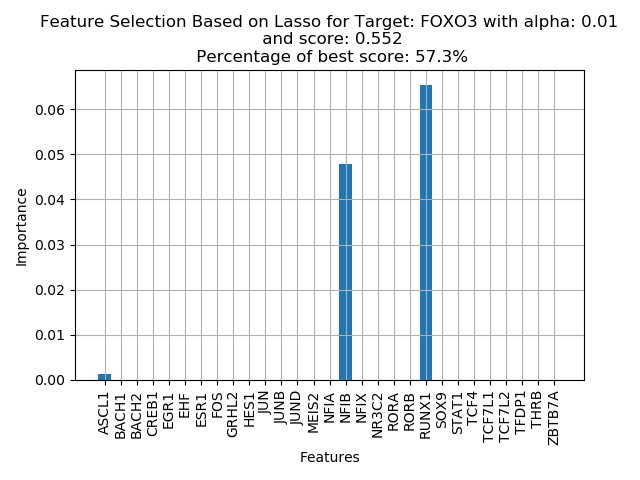 Feature Selection Based on Lasso for Target: FOXO3 with alpha: 0.01
and score: 0.552
Percentage of best score: 57.3%
Importance
0.06
0.05
0.04
0.03
0.02
0.01
0.00
ASCL1
BACH1
BACH2
CREB1
EGR1
EHF
ESR1
FOS
GRHL2
HES1
JUN
JUNB
JUND
MEIS2
NFIA
NFIB
NFIX
NR3C2
RORA
RORB
RUNX1
SOX9
STAT1
TCF4
TCF7L1
TCF7L2
TFDP1
THRB
ZBTB7A
Features